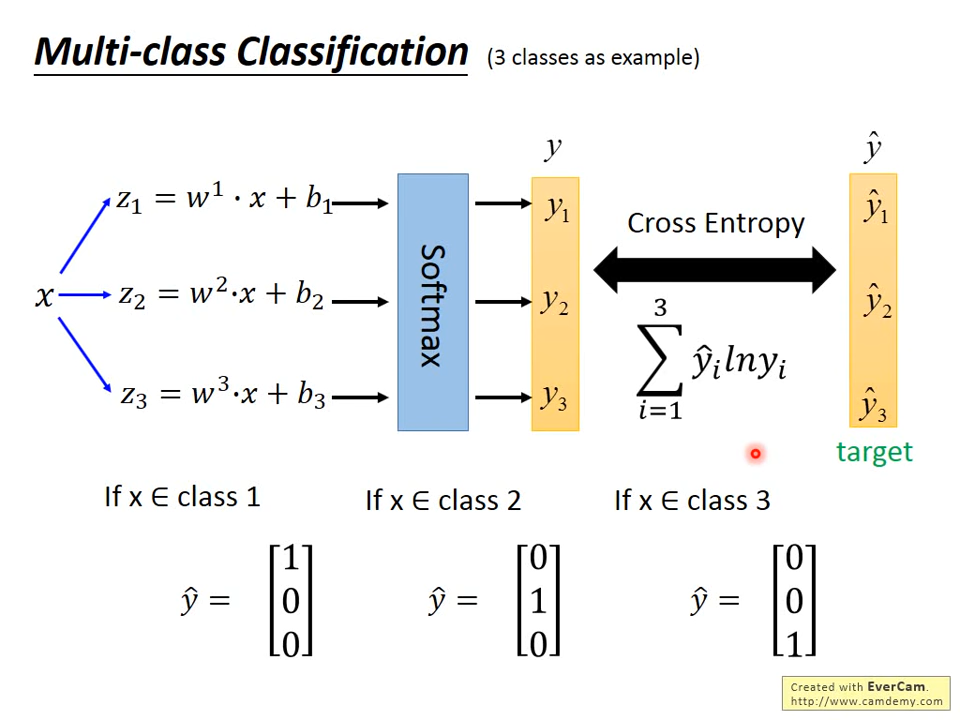 Multi-class Classification (3 classes as example)
y
ŷ
z₁ = w¹ · x + b₁
y₁
Cross Entropy
ŷ₁
x
z₂ = w²·x + b₂
Softmax
y₂
3
∑ ŷᵢlnyᵢ
i=1
ŷ₂
z₃ = w³·x + b₃
y₃
ŷ₃
target
If x ∈ class 1
If x ∈ class 2
If x ∈ class 3
ŷ = [1 0 0]
ŷ = [0 1 0]
ŷ = [0 0 1]
Created with EverCam.
http://www.camdemy.com